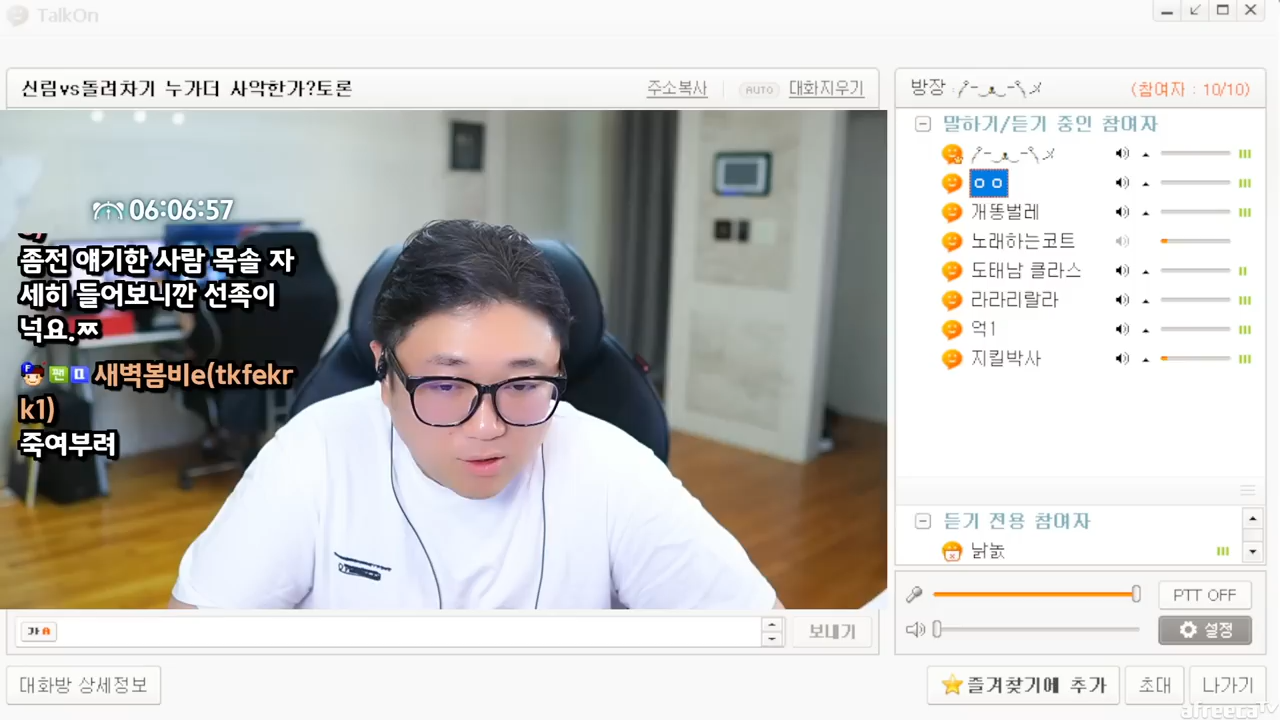 TalkOn
신림vs돌려차기 누가더 사악한가?토론
주소복사
AUTO
대화지우기
06:06:57
좀전 얘기한 사람 목솔 자
세히 들어보니깐 선족이
넉요.ㅉ
F 팬 따 새벽봄비e(tkfekr
k1)
죽여부려
가
보내기
대화방 상세정보
방장
(참여자 : 10/10)
말하기/듣기 중인 참여자
ㅇㅇ
개똥벌레
노래하는코트
도태남 클라스
라라리랄라
억1
지킬박사
듣기 전용 참여자
낡놄
PTT OFF
설정
즐겨찾기에 추가
초대
나가기
afreecaTV